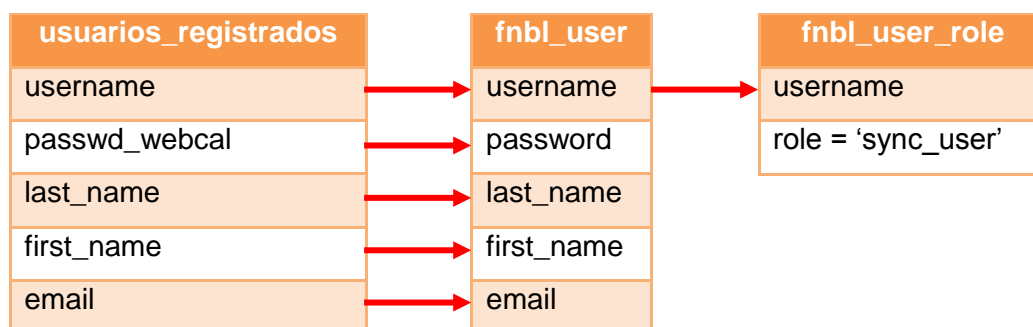 usuarios_registrados
username
passwd_webcal
last_name
first_name
email
fnbl_user
username
password
last_name
first_name
email
fnbl_user_role
username
role = ‘sync_user’